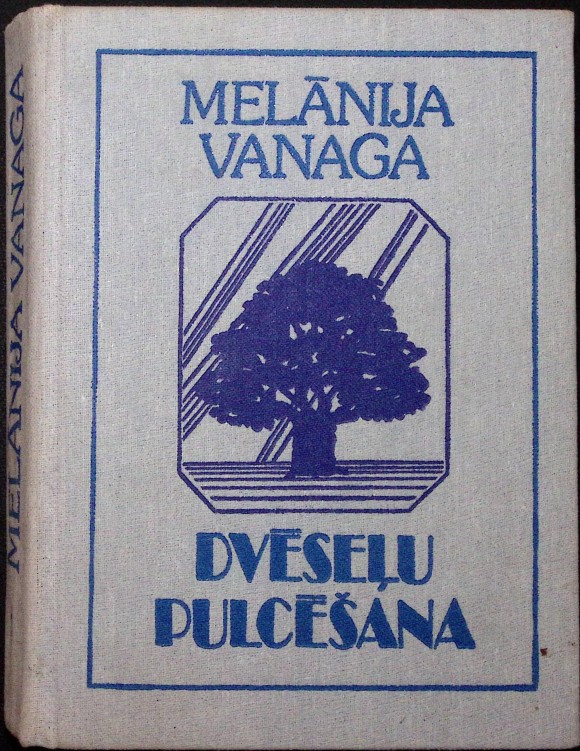 MELĀNIJA
VANAGA
DVĒSEĻU
PULCĒŠANA
MELĀNIJA VANAGA